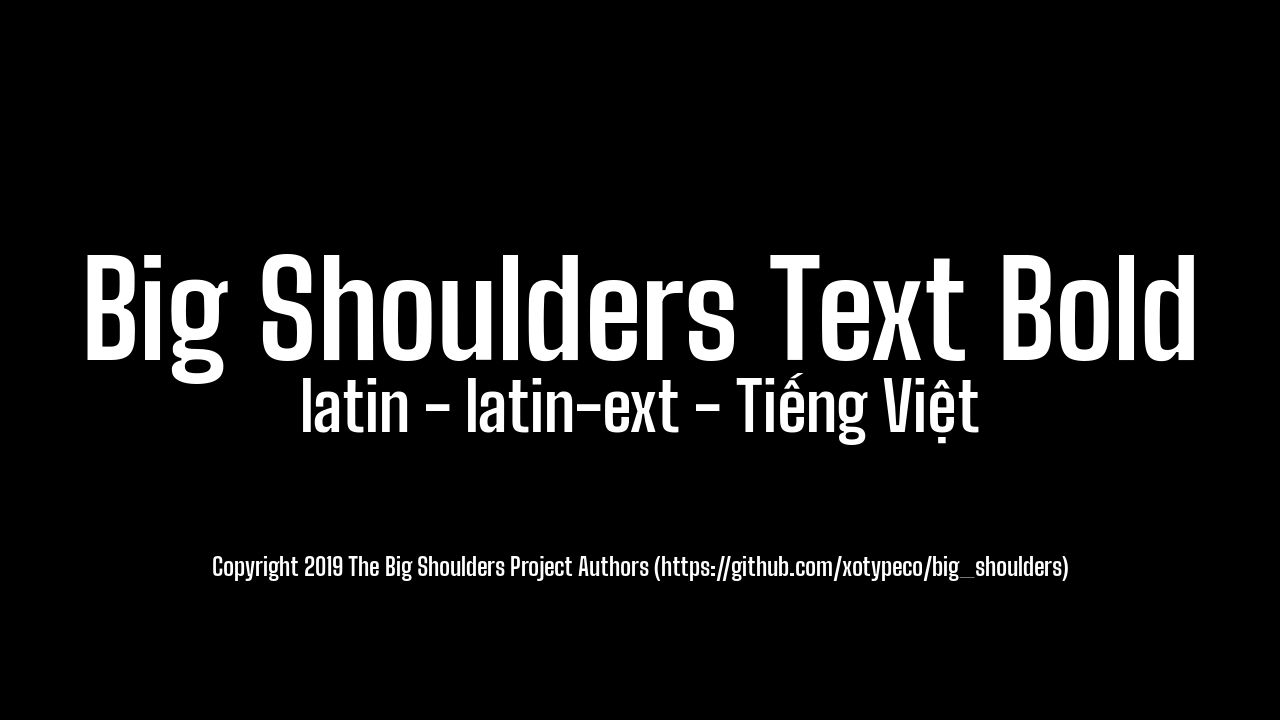 Big Shoulders Text Bold
latin - latin-ext - Tiếng Việt
Copyright 2019 The Big Shoulders Project Authors (https://github.com/xotypeco/big_shoulders)